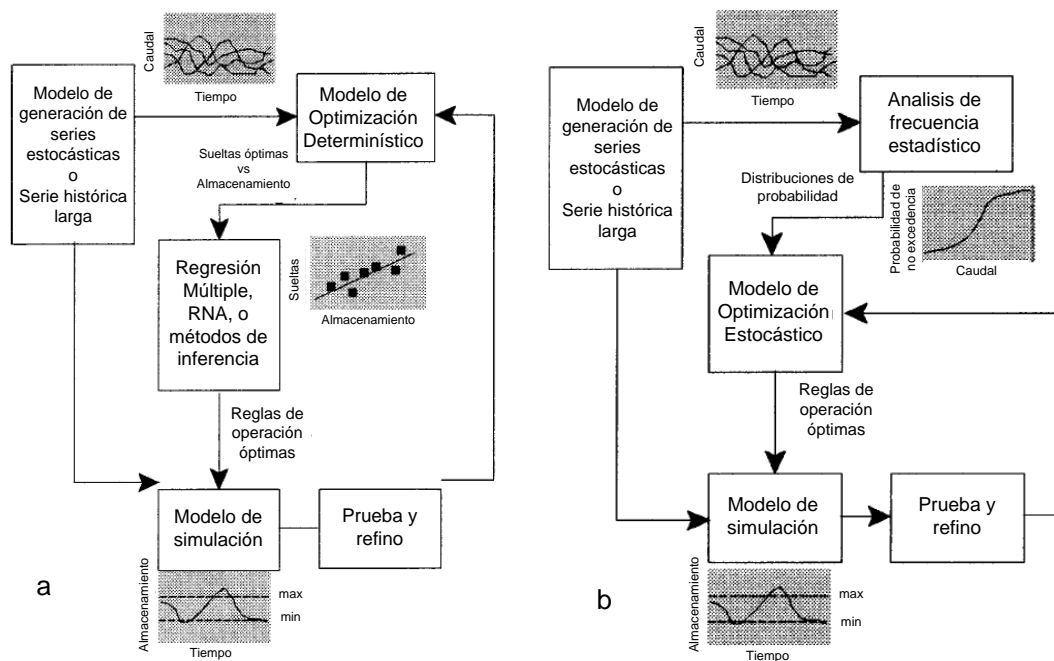 Caudal
Tiempo
Modelo de
generación de
series
estocásticas
o
Serie histórica
larga
Modelo de
Optimización
Determinístico
Sueltas óptimas
vs
Almacenamiento
Regresión
Múltiple,
RNA, o
métodos de
inferencia
Sueltas
Almacenamiento
Reglas de
operación
óptimas
Modelo de
simulación
Prueba y
refino
Almacenamiento
max
min
Tiempo
a
Caudal
Tiempo
Modelo de
generación de
series
estocásticas
o
Serie histórica
larga
Analisis de
frecuencia
estadístico
Distribuciones de
probabilidad
Probabilidad de
no excedencia
Caudal
Modelo de
Optimización
Estocástico
Reglas de
operación
óptimas
Modelo de
simulación
Prueba y
refino
Almacenamiento
max
min
Tiempo
b